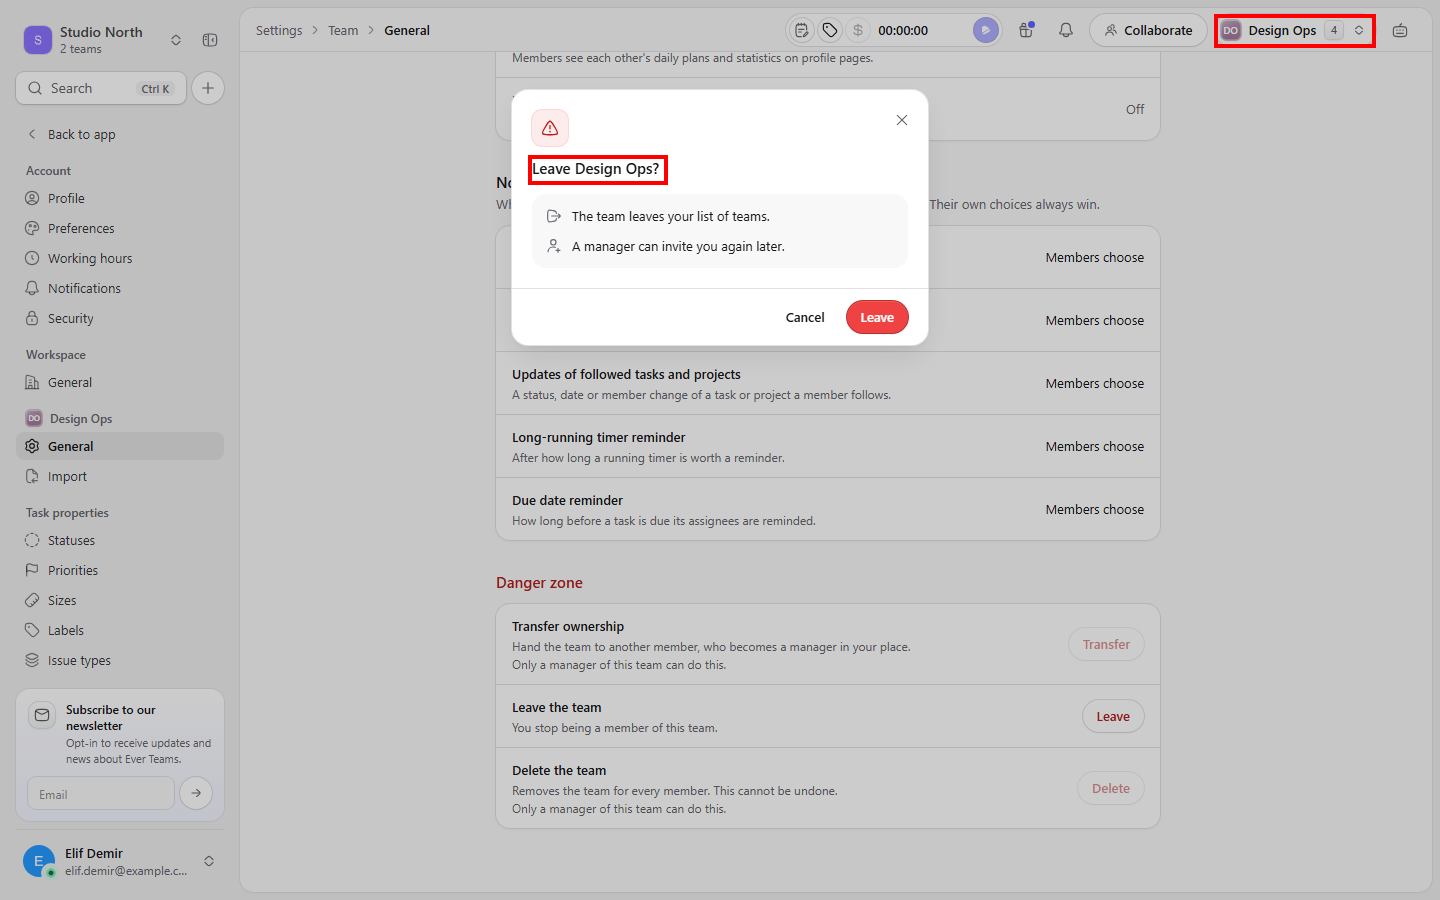 S
Studio North
2 teams
Search
Ctrl K
Back to app
Account
Profile
Preferences
Working hours
Notifications
Security
Workspace
General
DO Design Ops
General
Import
Task properties
Statuses
Priorities
Sizes
Labels
Issue types
Subscribe to our
newsletter
Opt-in to receive updates and
news about Ever Teams.
Email
E
Elif Demir
elif.demir@example.c...
Settings > Team > General
$ 00:00:00
Collaborate
DO Design Ops 4
Members see each other's daily plans and statistics on profile pages.
Off
Their own choices always win.
Members choose
Members choose
Leave Design Ops?
The team leaves your list of teams.
A manager can invite you again later.
Cancel
Leave
Updates of followed tasks and projects
A status, date or member change of a task or project a member follows.
Members choose
Long-running timer reminder
After how long a running timer is worth a reminder.
Members choose
Due date reminder
How long before a task is due its assignees are reminded.
Members choose
Danger zone
Transfer ownership
Hand the team to another member, who becomes a manager in your place.
Only a manager of this team can do this.
Transfer
Leave the team
You stop being a member of this team.
Leave
Delete the team
Removes the team for every member. This cannot be undone.
Only a manager of this team can do this.
Delete